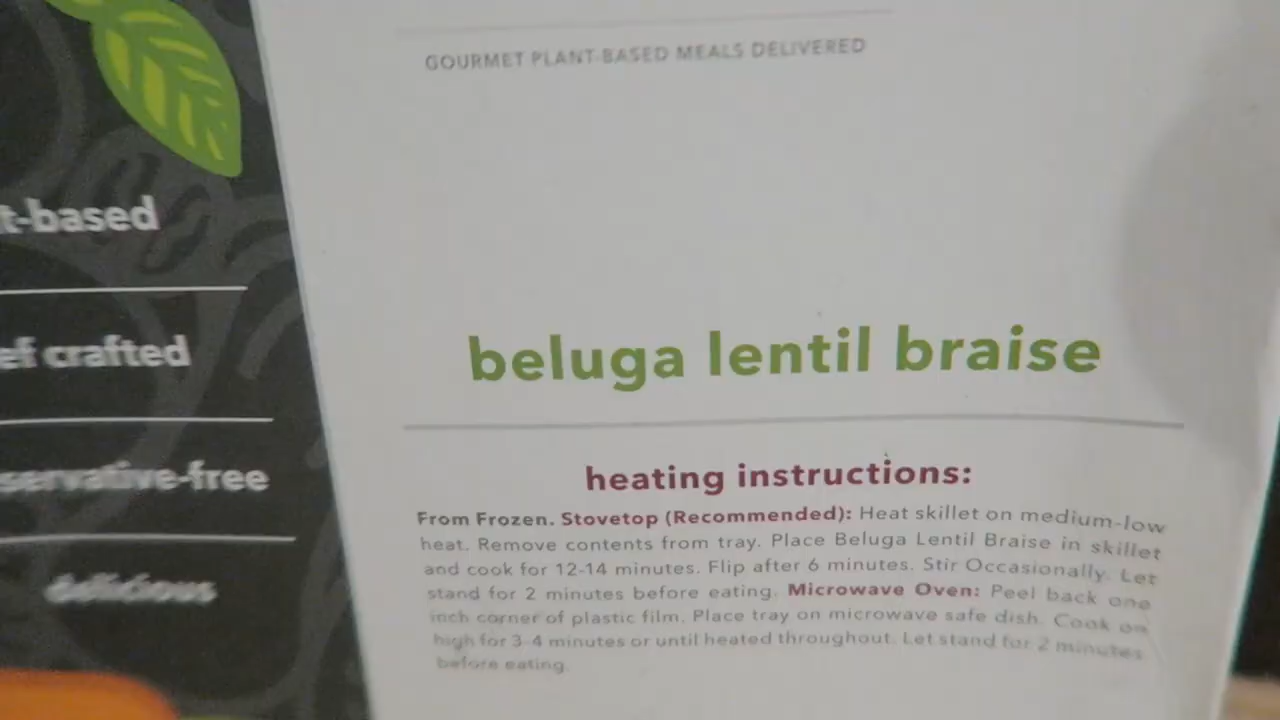 GOURMET PLANT-BASED MEALS DELIVERED
t-based
ef crafted
servative-free
delicious
beluga lentil braise
heating instructions:
From Frozen. Stovetop (Recommended): Heat skillet on medium-low
heat. Remove contents from tray. Place Beluga Lentil Braise in skillet
and cook for 12-14 minutes. Flip after 6 minutes. Stir Occasionally. Let
stand for 2 minutes before eating. Microwave Oven: Peel back one
inch corner of plastic film. Place tray on microwave safe dish. Cook on
high for 3-4 minutes or until heated throughout. Let stand for 2 minutes
before eating.